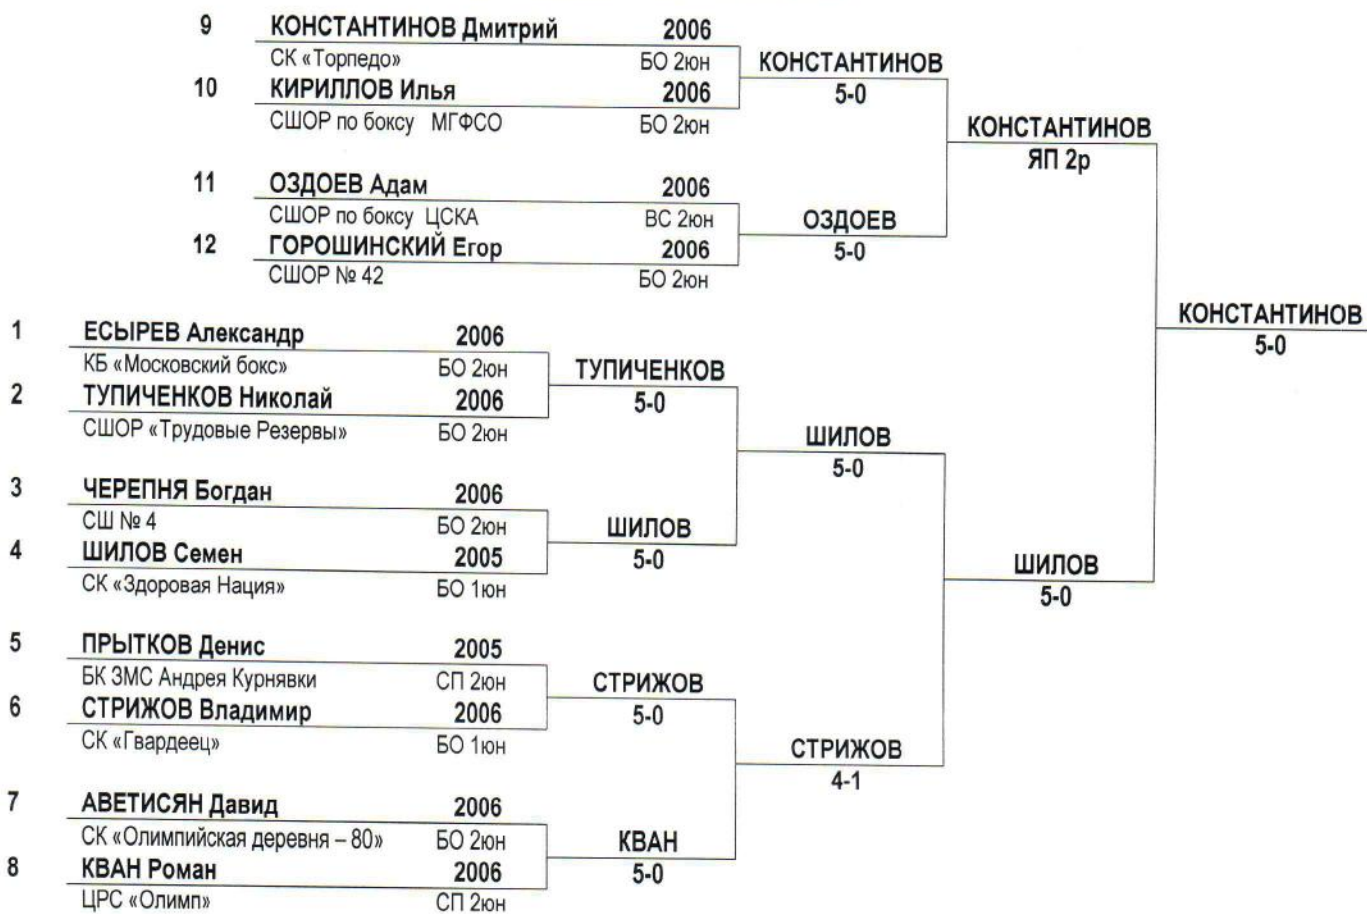 9 КОНСТАНТИНОВ Дмитрий 2006
СК «Торпедо» БО 2юн
КОНСТАНТИНОВ
5-0
10 КИРИЛЛОВ Илья 2006
СШОР по боксу МГФСО БО 2юн
КОНСТАНТИНОВ
ЯП 2р
11 ОЗДОЕВ Адам 2006
СШОР по боксу ЦСКА ВС 2юн
ОЗДОЕВ
5-0
12 ГОРОШИНСКИЙ Егор 2006
СШОР № 42 БО 2юн
КОНСТАНТИНОВ
5-0
1 ЕСЫРЕВ Александр 2006
КБ «Московский бокс» БО 2юн
ТУПИЧЕНКОВ
5-0
2 ТУПИЧЕНКОВ Николай 2006
СШОР «Трудовые Резервы» БО 2юн
ШИЛОВ
5-0
3 ЧЕРЕПНЯ Богдан 2006
СШ № 4 БО 2юн
ШИЛОВ
5-0
4 ШИЛОВ Семен 2005
СК «Здоровая Нация» БО 1юн
ШИЛОВ
5-0
5 ПРЫТКОВ Денис 2005
БК ЗМС Андрея Курнявки СП 2юн
СТРИЖОВ
5-0
6 СТРИЖОВ Владимир 2006
СК «Гвардеец» БО 1юн
СТРИЖОВ
4-1
7 АВЕТИСЯН Давид 2006
СК «Олимпийская деревня – 80» БО 2юн
КВАН
5-0
8 КВАН Роман 2006
ЦРС «Олимп» СП 2юн